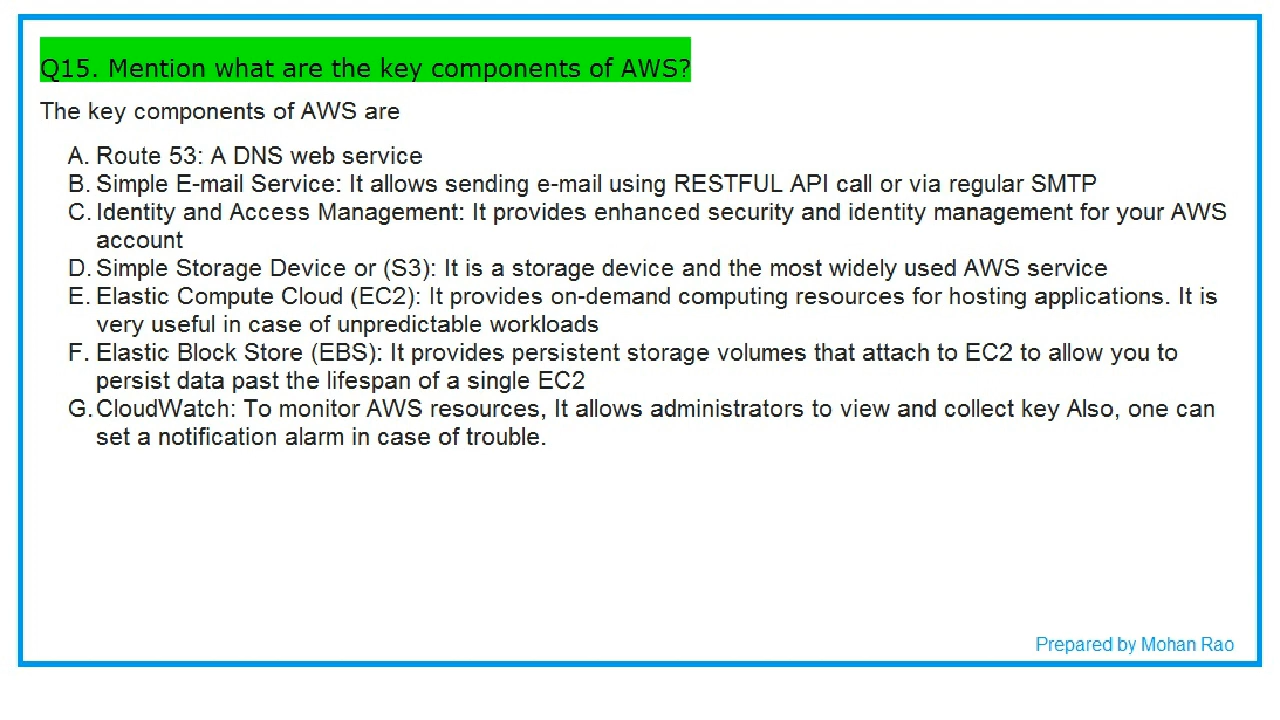 Q15. Mention what are the key components of AWS?
The key components of AWS are
A. Route 53: A DNS web service
B. Simple E-mail Service: It allows sending e-mail using RESTFUL API call or via regular SMTP
C. Identity and Access Management: It provides enhanced security and identity management for your AWS
account
D. Simple Storage Device or (S3): It is a storage device and the most widely used AWS service
E. Elastic Compute Cloud (EC2): It provides on-demand computing resources for hosting applications. It is
very useful in case of unpredictable workloads
F. Elastic Block Store (EBS): It provides persistent storage volumes that attach to EC2 to allow you to
persist data past the lifespan of a single EC2
G. CloudWatch: To monitor AWS resources, It allows administrators to view and collect key Also, one can
set a notification alarm in case of trouble.
Prepared by Mohan Rao